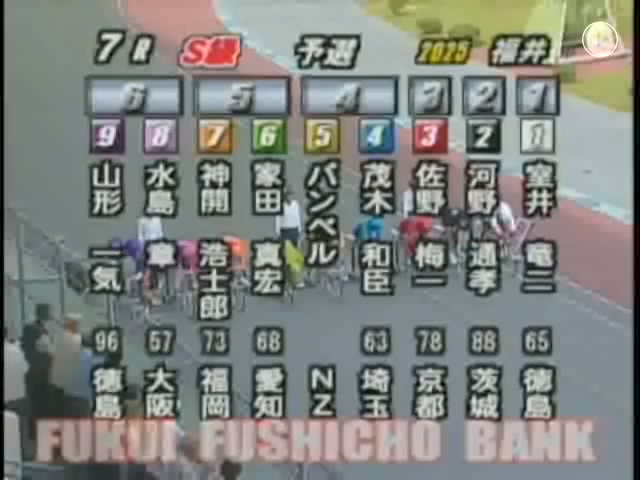 7R S級 予選 2025 福井
6 5 4 3 2 1
9 8 7 6 5 4 3 2 1
山形 一気 96 徳島
水島 章 57 大阪
神開 浩士郎 73 福岡
家田 真宏 68 愛知
バンベル NZ
茂木 和臣 63 埼玉
佐野 梅一 78 京都
河野 通孝 88 茨城
室井 竜二 65 徳島
FUKUI FUSHICHO BANK